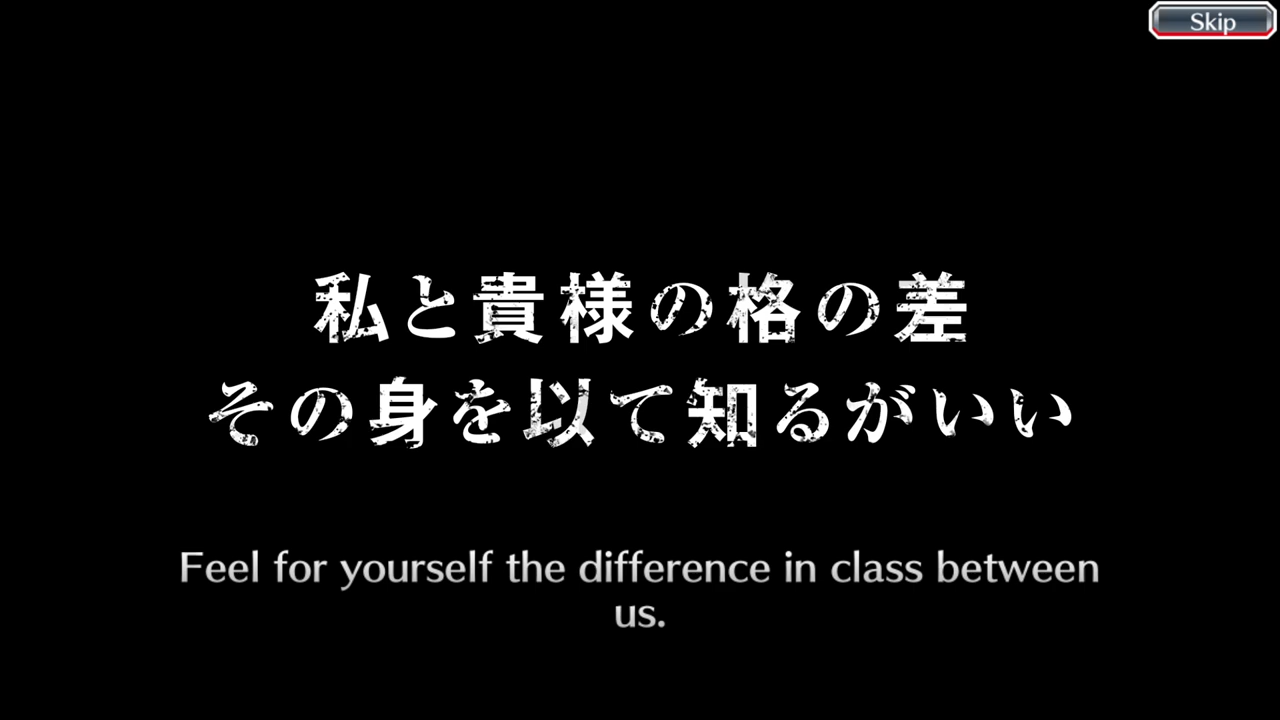 Skip
私と貴様の格の差
その身を以て知るがいい
Feel for yourself the difference in class between
us.